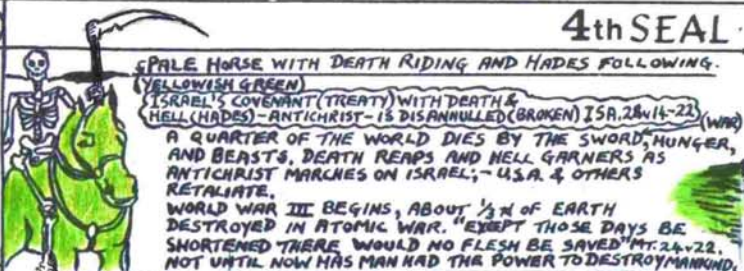 4th SEAL
PALE HORSE WITH DEATH RIDING AND HADES FOLLOWING.
(YELLOWISH GREEN)
ISRAEL'S COVENANT (TREATY) WITH DEATH &
HELL (HADES) - ANTICHRIST - IS DISANNULLED (BROKEN) ISA. 28v14-22
(WAR)
A QUARTER OF THE WORLD DIES BY THE SWORD, HUNGER,
AND BEASTS. DEATH REAPS AND HELL GARNERS AS
ANTICHRIST MARCHES ON ISRAEL; - U.S.A. & OTHERS
RETALIATE.
WORLD WAR III BEGINS, ABOUT 1/3 OF EARTH
DESTROYED IN ATOMIC WAR. "EXCEPT THOSE DAYS BE
SHORTENED THERE WOULD NO FLESH BE SAVED" MT. 24v22.
NOT UNTIL NOW HAS MAN HAD THE POWER TO DESTROY MANKIND.